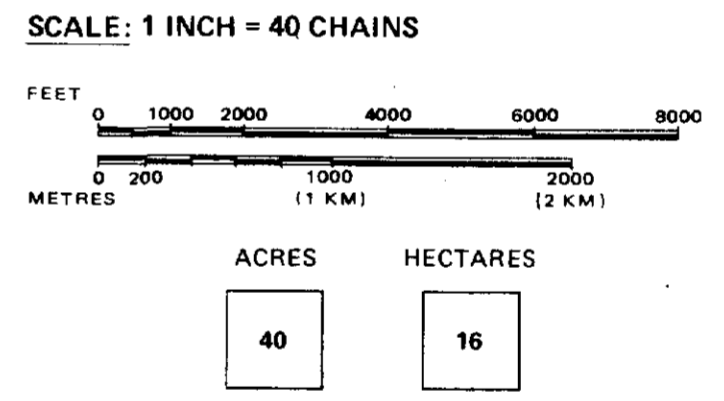 SCALE: 1 INCH = 40 CHAINS
FEET
0 1000 2000 4000 6000 8000
0 200 1000 2000
METRES (1 KM) (2 KM)
ACRES HECTARES
40 16